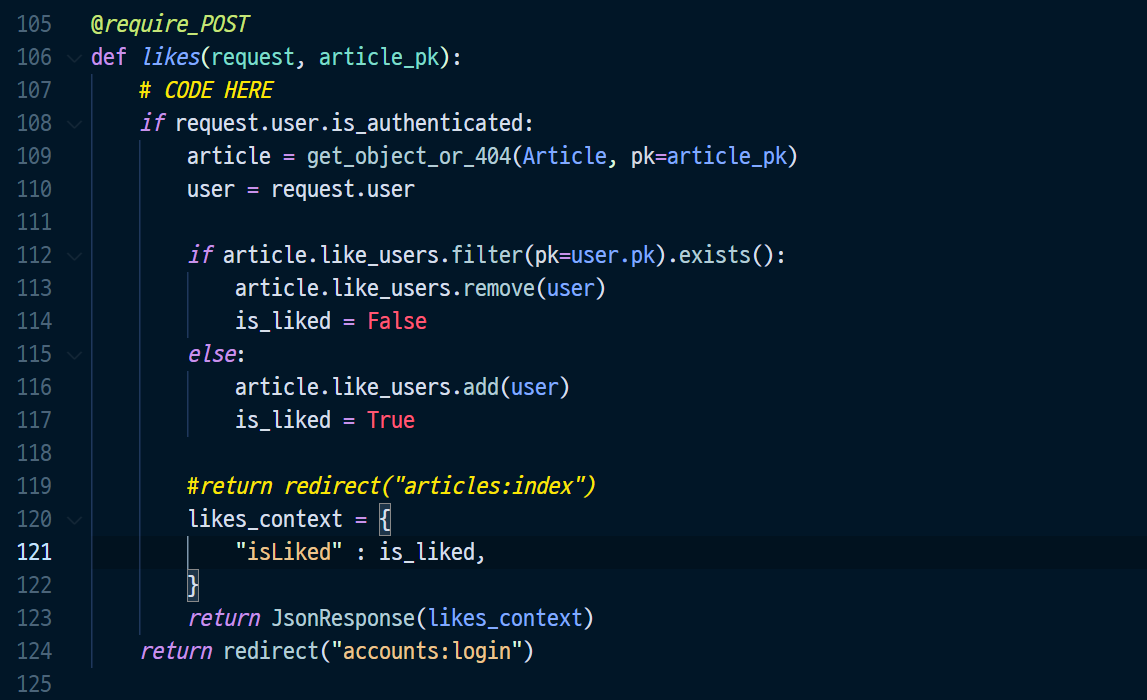 105 @require_POST
106 def likes(request, article_pk):
107     # CODE HERE
108     if request.user.is_authenticated:
109         article = get_object_or_404(Article, pk=article_pk)
110         user = request.user
111
112         if article.like_users.filter(pk=user.pk).exists():
113             article.like_users.remove(user)
114             is_liked = False
115         else:
116             article.like_users.add(user)
117             is_liked = True
118
119         #return redirect("articles:index")
120         likes_context = {
121             "isLiked" : is_liked,
122         }
123         return JsonResponse(likes_context)
124     return redirect("accounts:login")
125